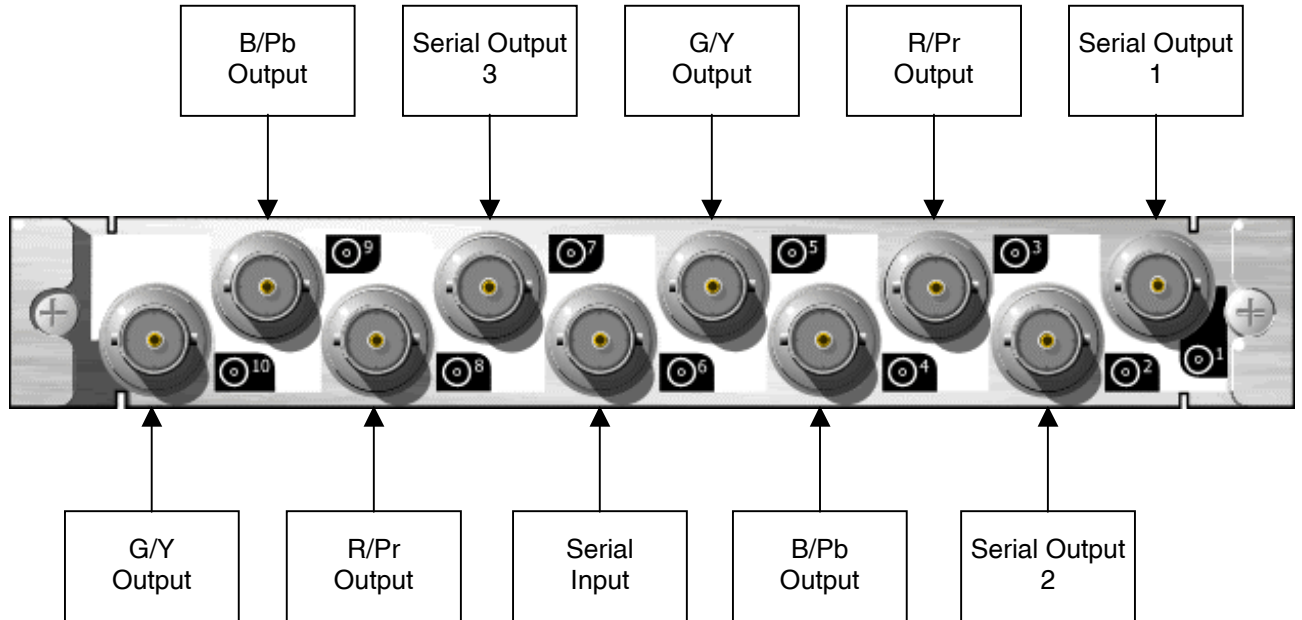 B/Pb
Output
Serial Output
3
G/Y
Output
R/Pr
Output
Serial Output
1
9
7
5
3
10
8
6
4
2
1
G/Y
Output
R/Pr
Output
Serial
Input
B/Pb
Output
Serial Output
2